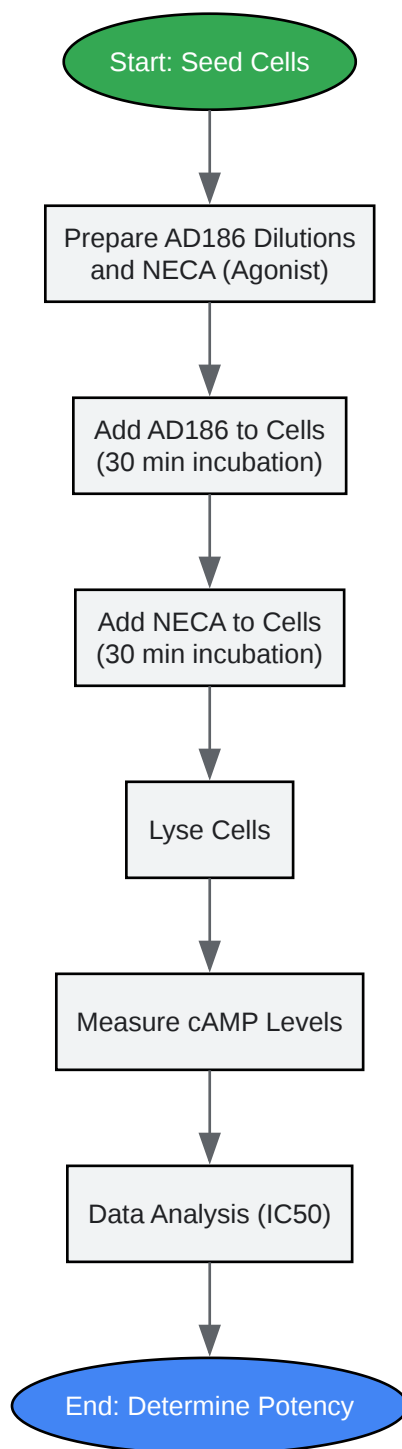 Start: Seed Cells
Prepare AD186 Dilutions
and NECA (Agonist)
Add AD186 to Cells
(30 min incubation)
Add NECA to Cells
(30 min incubation)
Lyse Cells
Measure cAMP Levels
Data Analysis (IC50)
End: Determine Potency